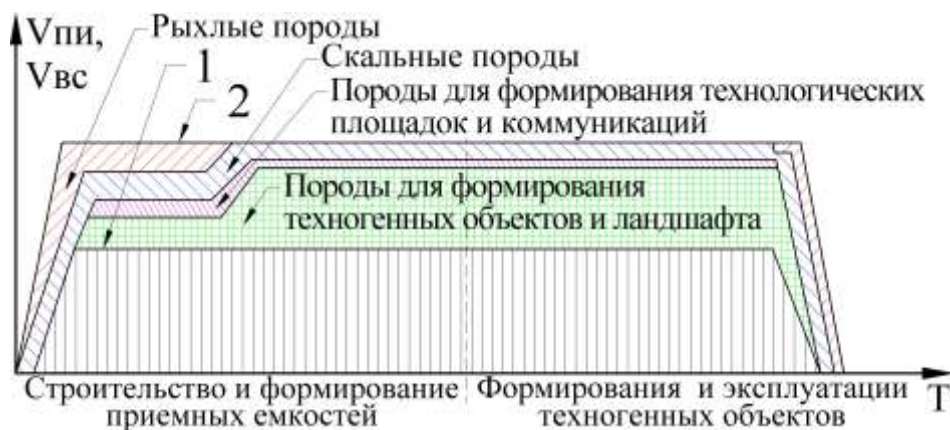 Vпи,
Vвс
Рыхлые породы
1
2
Скальные породы
Породы для формирования технологических
площадок и коммуникаций
Породы для формирования
техногенных объектов и ландшафта
Строительство и формирование
приемных емкостей
Формирования и эксплуатации
техногенных объектов
T